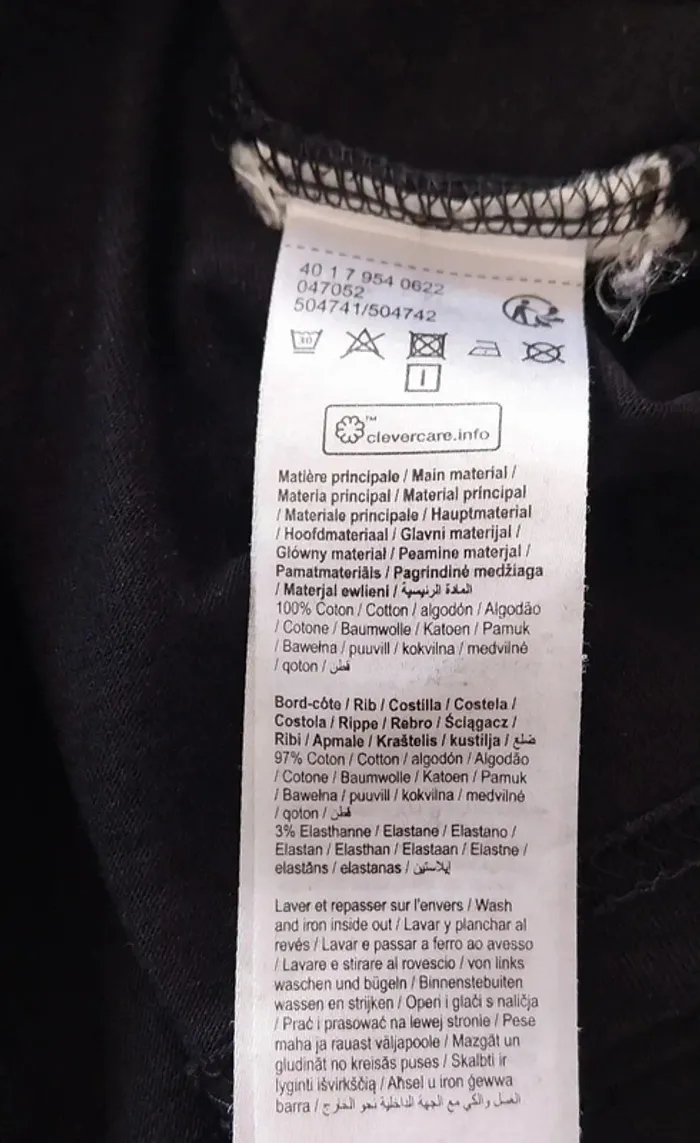 40 1 7 954 0622
047052
504741/504742
30
clevercare.info
Matière principale / Main material /
Materia principal / Material principal
/ Materiale principale / Hauptmaterial
/ Hoofdmateriaal / Glavni materijal /
Główny materiał / Peamine materjal /
Pamatmateriāls / Pagrindinė medžiaga
/ Materjal ewlieni / المادة الرئيسية
100% Coton / Cotton / algodón / Algodão
/ Cotone / Baumwolle / Katoen / Pamuk
/ Bawełna / puuvill / kokvilna / medvilnė
/ qoton / قطن
Bord-côte / Rib / Costilla / Costela /
Costola / Rippe / Rebro / Ściągacz /
Ribi / Apmale / Kraštelis / kustilja / ضلع
97% Coton / Cotton / algodón / Algodão
/ Cotone / Baumwolle / Katoen / Pamuk
/ Bawełna / puuvill / kokvilna / medvilnė
/ qoton / قطن
3% Elasthanne / Elastane / Elastano /
Elastan / Elasthan / Elastaan / Elastne /
elastāns / elastanas / إيلاستين
Laver et repasser sur l'envers / Wash
and iron inside out / Lavar y planchar al
revés / Lavar e passar a ferro ao avesso
/ Lavare e stirare al rovescio / von links
waschen und bügeln / Binnenstebuiten
wassen en strijken / Operi i glači s naličja
/ Prać i prasować na lewej stronie / Pese
maha ja rauast väljapoole / Mazgāt un
gludināt no kreisās puses / Skalbti ir
lyginti išvirkščią / Aħsel u iron ġewwa
barra / الغسل والكي مع الجهة الداخلية نحو الخارج